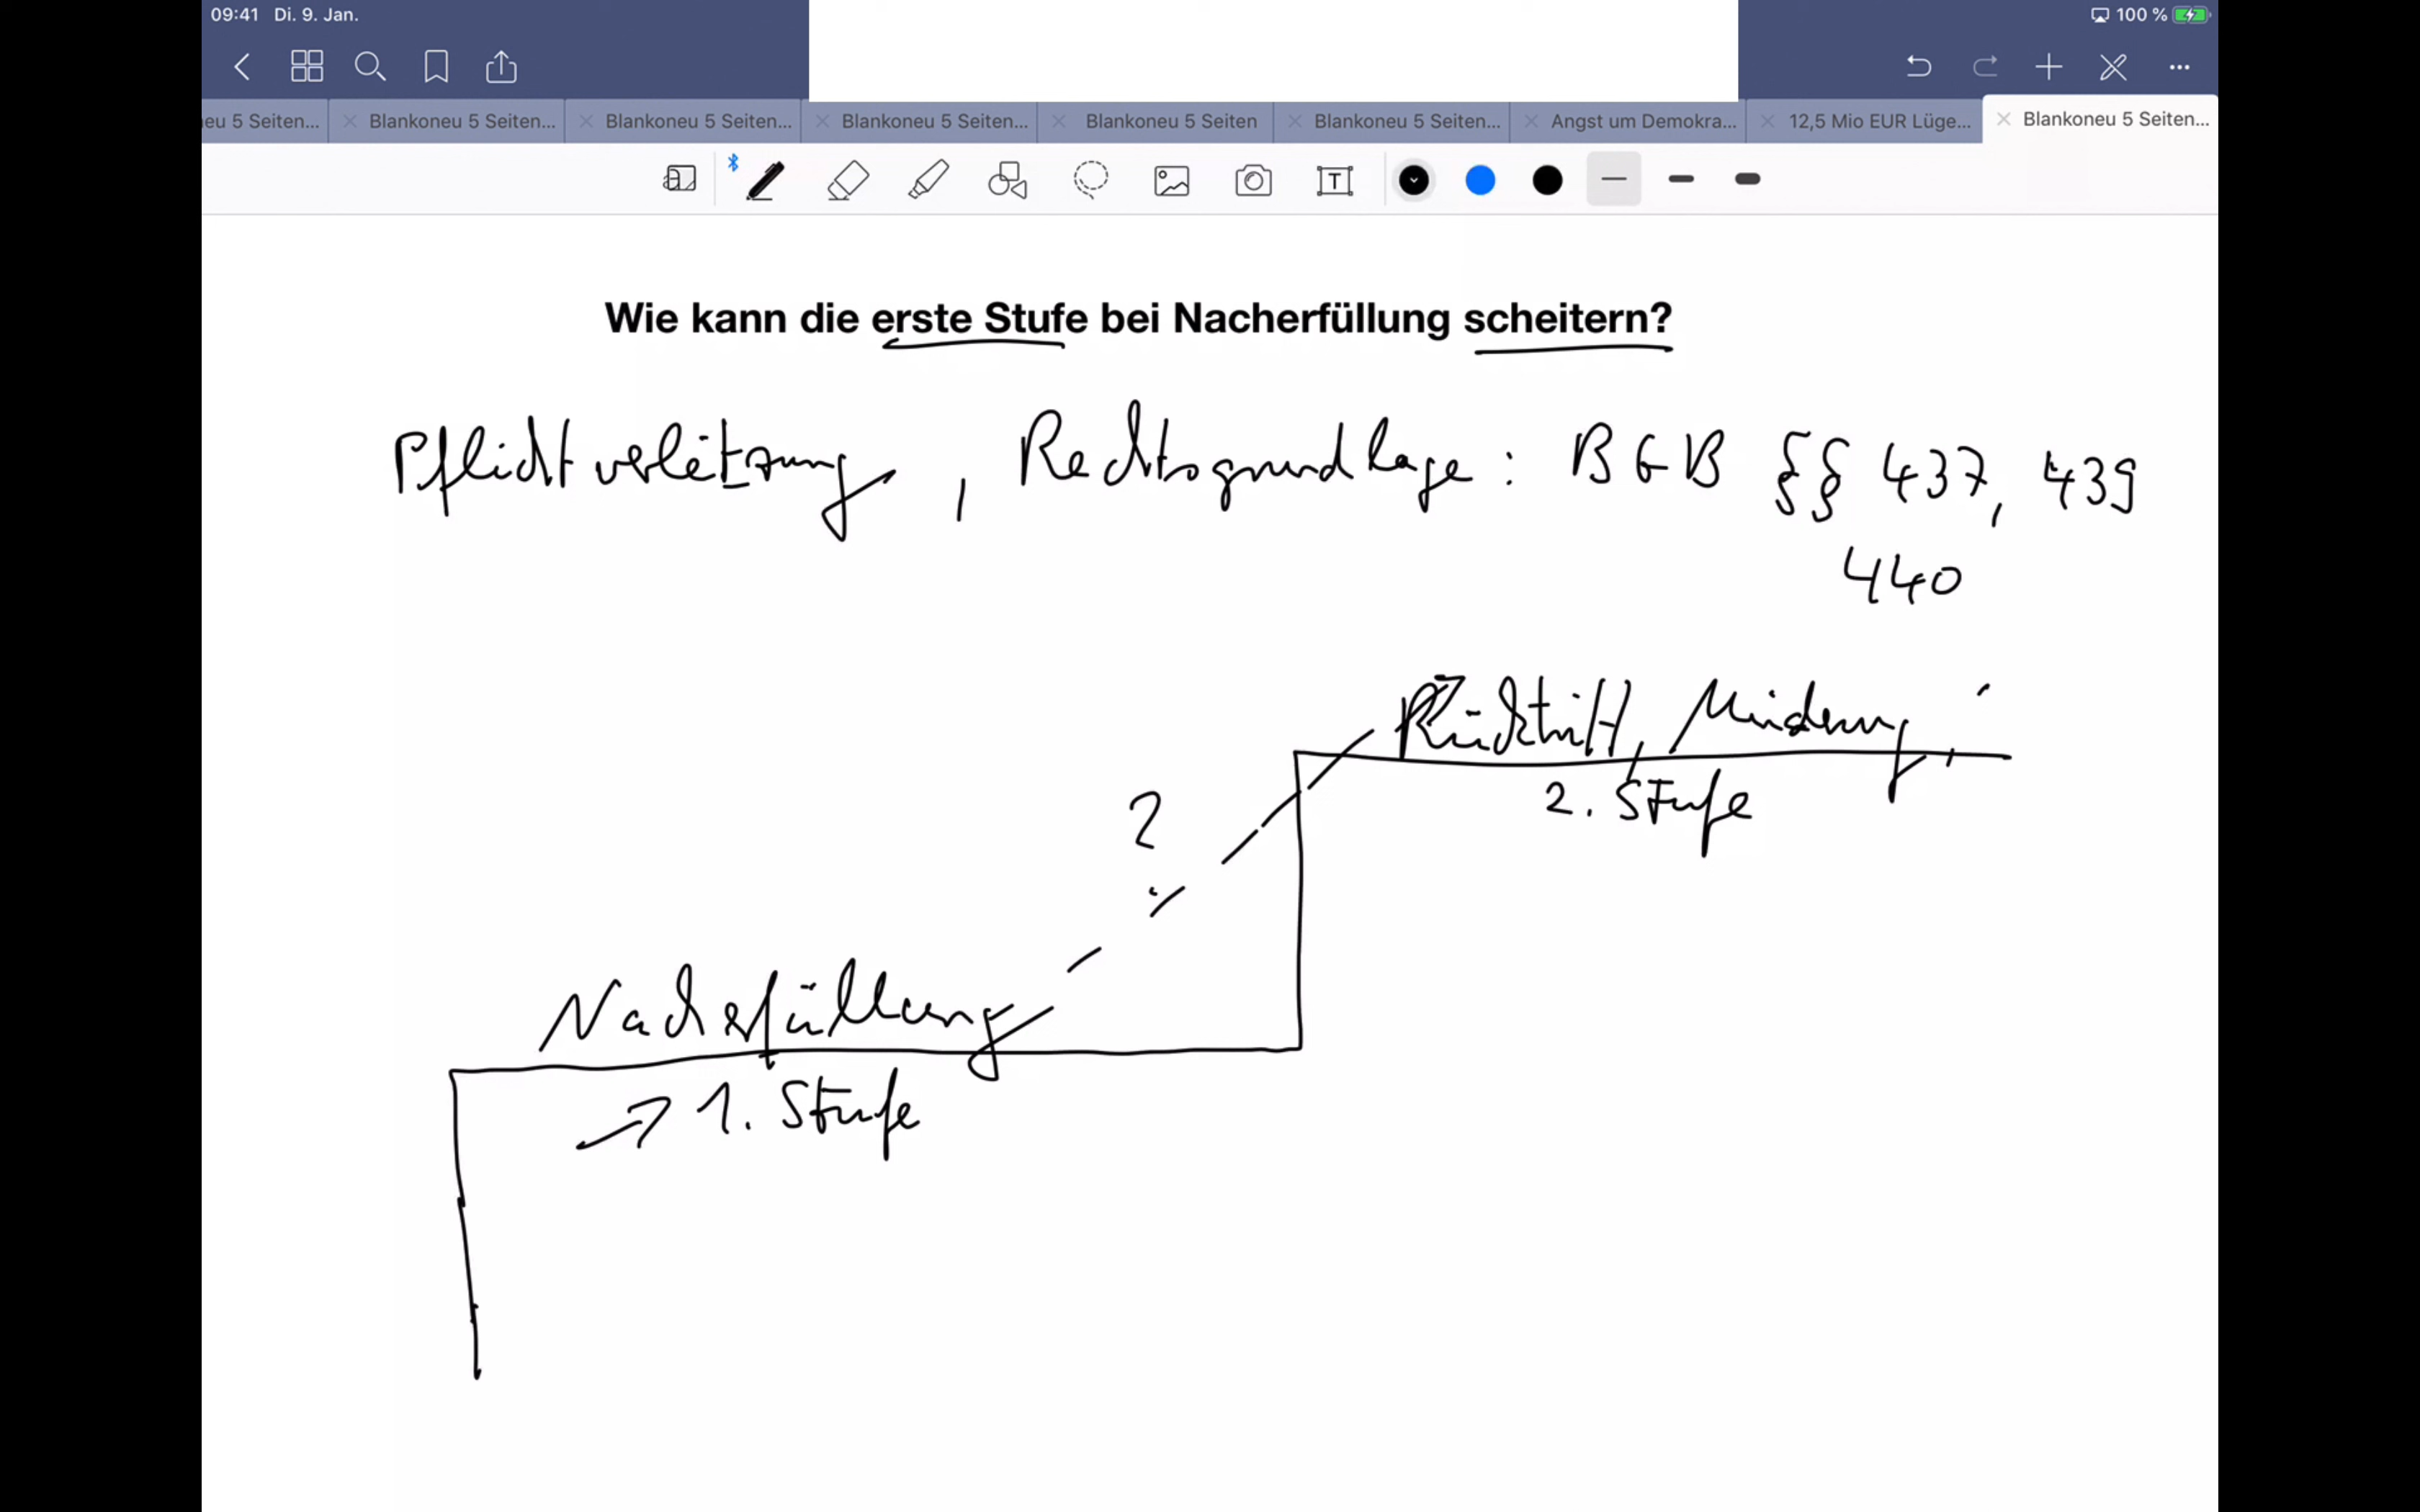 09:41 Di. 9. Jan. 100 %
eu 5 Seiten... Blankoneu 5 Seiten... Blankoneu 5 Seiten... Blankoneu 5 Seiten... Blankoneu 5 Seiten Blankoneu 5 Seiten... Angst um Demokra... 12,5 Mio EUR Lüge... Blankoneu 5 Seiten...
Wie kann die erste Stufe bei Nacherfüllung scheitern?
Pflichtverletzung, Rechtsgrundlage: BGB §§ 437, 439
440
Rücktritt, Minderung,
2. Stufe
?
Nacherfüllung
→ 1. Stufe